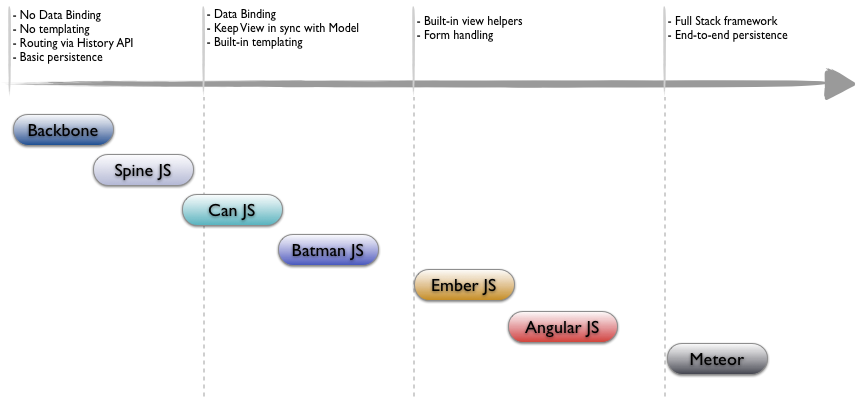 - No Data Binding
- No templating
- Routing via History API
- Basic persistence
- Data Binding
- Keep View in sync with Model
- Built-in templating
- Built-in view helpers
- Form handling
- Full Stack framework
- End-to-end persistence
Backbone
Spine JS
Can JS
Batman JS
Ember JS
Angular JS
Meteor